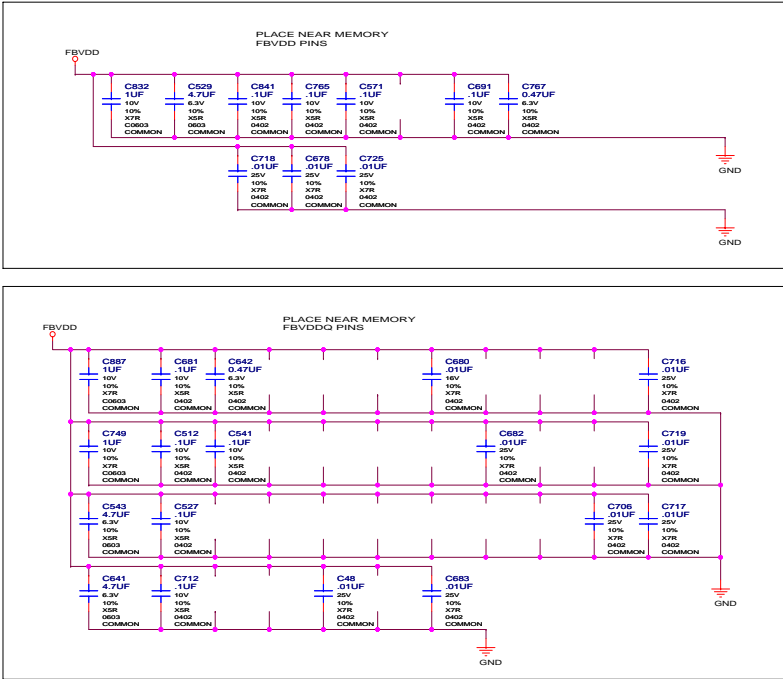 PLACE NEAR MEMORY
FBVDD PINS
FBVDD
C832
1UF
10V
10%
X7R
C0603
COMMON
C529
4.7UF
6.3V
10%
X5R
0603
COMMON
C841
.1UF
10V
10%
X5R
0402
COMMON
C765
.1UF
10V
10%
X5R
0402
COMMON
C571
.1UF
10V
10%
X5R
0402
COMMON
C691
.1UF
10V
10%
X5R
0402
COMMON
C767
0.47UF
6.3V
10%
X5R
0402
COMMON
GND
C718
.01UF
25V
10%
X7R
0402
COMMON
C678
.01UF
25V
10%
X7R
0402
COMMON
C725
.01UF
25V
10%
X7R
0402
COMMON
GND
PLACE NEAR MEMORY
FBVDDQ PINS
FBVDD
C887
1UF
10V
10%
X7R
C0603
COMMON
C681
.1UF
10V
10%
X5R
0402
COMMON
C642
0.47UF
6.3V
10%
X5R
0402
COMMON
C680
.01UF
16V
10%
X7R
0402
COMMON
C716
.01UF
25V
10%
X7R
0402
COMMON
C749
1UF
10V
10%
X7R
C0603
COMMON
C512
.1UF
10V
10%
X5R
0402
COMMON
C541
.1UF
10V
10%
X5R
0402
COMMON
C682
.01UF
25V
10%
X7R
0402
COMMON
C719
.01UF
25V
10%
X7R
0402
COMMON
C543
4.7UF
6.3V
10%
X5R
0603
COMMON
C527
.1UF
10V
10%
X5R
0402
COMMON
C706
.01UF
25V
10%
X7R
0402
COMMON
C717
.01UF
25V
10%
X7R
0402
COMMON
C641
4.7UF
6.3V
10%
X5R
0603
COMMON
C712
.1UF
10V
10%
X5R
0402
COMMON
C48
.01UF
25V
10%
X7R
0402
COMMON
C683
.01UF
25V
10%
X7R
0402
COMMON
GND
GND